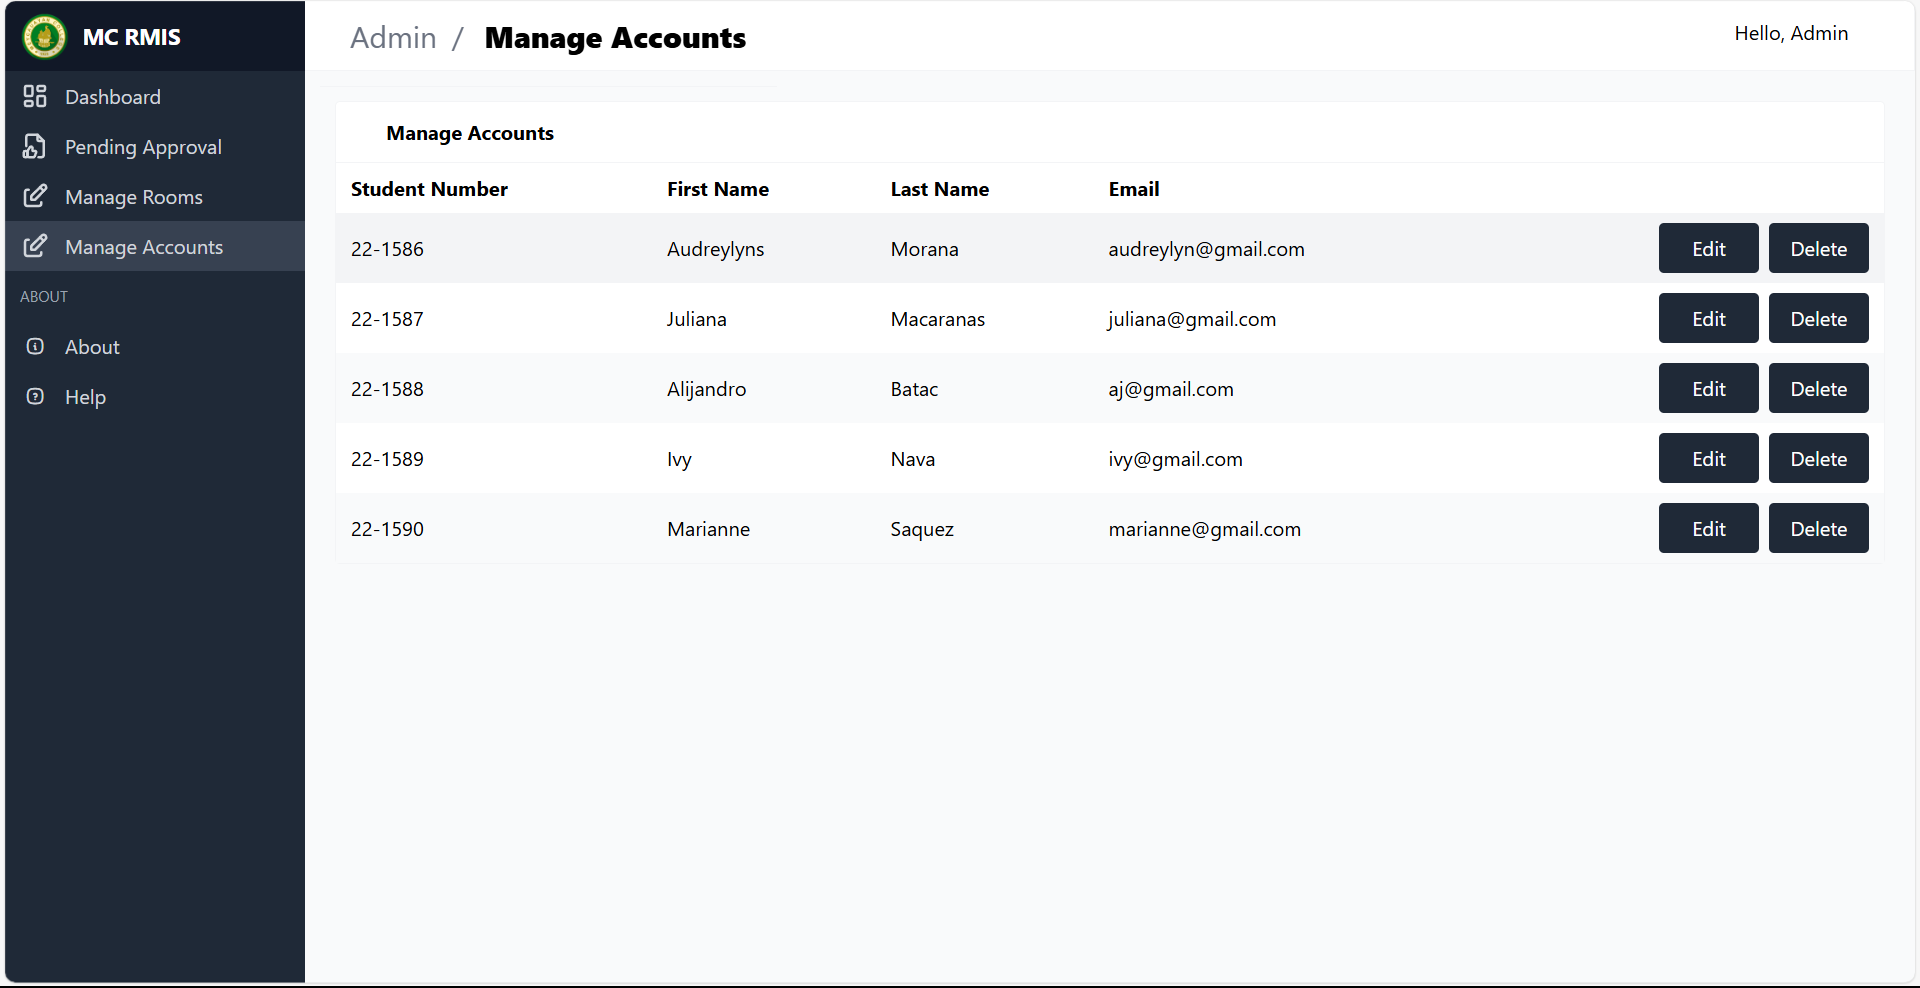 MC RMIS
Admin / Manage Accounts
Hello, Admin
Dashboard
Pending Approval
Manage Rooms
Manage Accounts
ABOUT
About
Help
Manage Accounts
Student Number First Name Last Name Email
22-1586 Audreylyns Morana audreylyn@gmail.com Edit Delete
22-1587 Juliana Macaranas juliana@gmail.com Edit Delete
22-1588 Alijandro Batac aj@gmail.com Edit Delete
22-1589 Ivy Nava ivy@gmail.com Edit Delete
22-1590 Marianne Saquez marianne@gmail.com Edit Delete